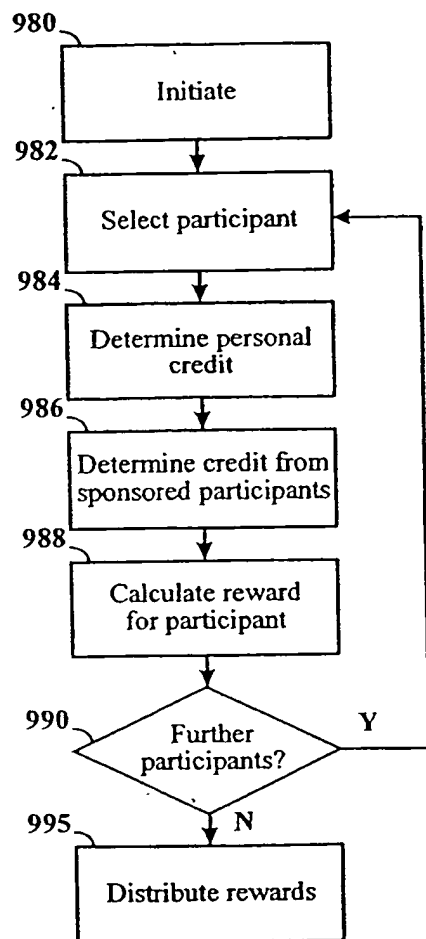 980
Initiate
982
Select participant
984
Determine personal
credit
986
Determine credit from
sponsored participants
988
Calculate reward
for participant
990
Further
participants?
Y
N
995
Distribute rewards